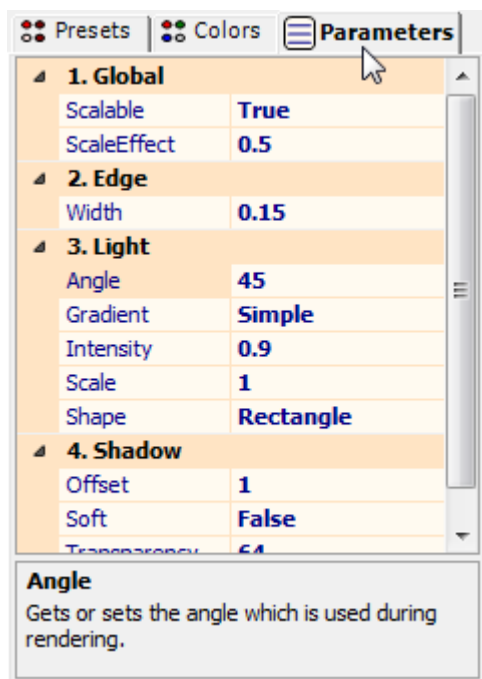 Presets Colors Parameters
1. Global
Scalable True
ScaleEffect 0.5
2. Edge
Width 0.15
3. Light
Angle 45
Gradient Simple
Intensity 0.9
Scale 1
Shape Rectangle
4. Shadow
Offset 1
Soft False
Transparency 64
Angle
Gets or sets the angle which is used during
rendering.